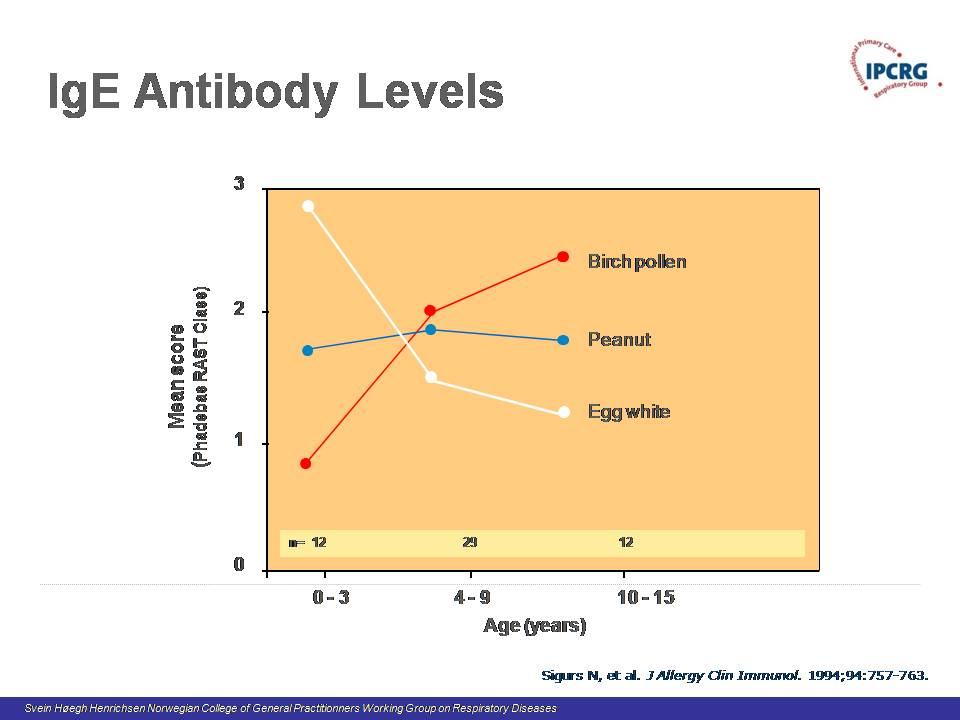 IgE Antibody Levels
International Primary Care
IPCRG
Respiratory Group
3
2
1
0
Mean score
(Phadebas RAST Class)
Birch pollen
Peanut
Egg white
n= 12 29 12
0 - 3 4 - 9 10 - 15
Age (years)
Sigurs N, et al. J Allergy Clin Immunol. 1994;94:757-763.
Svein Høegh Henrichsen Norwegian College of General Practitionners Working Group on Respiratory Diseases